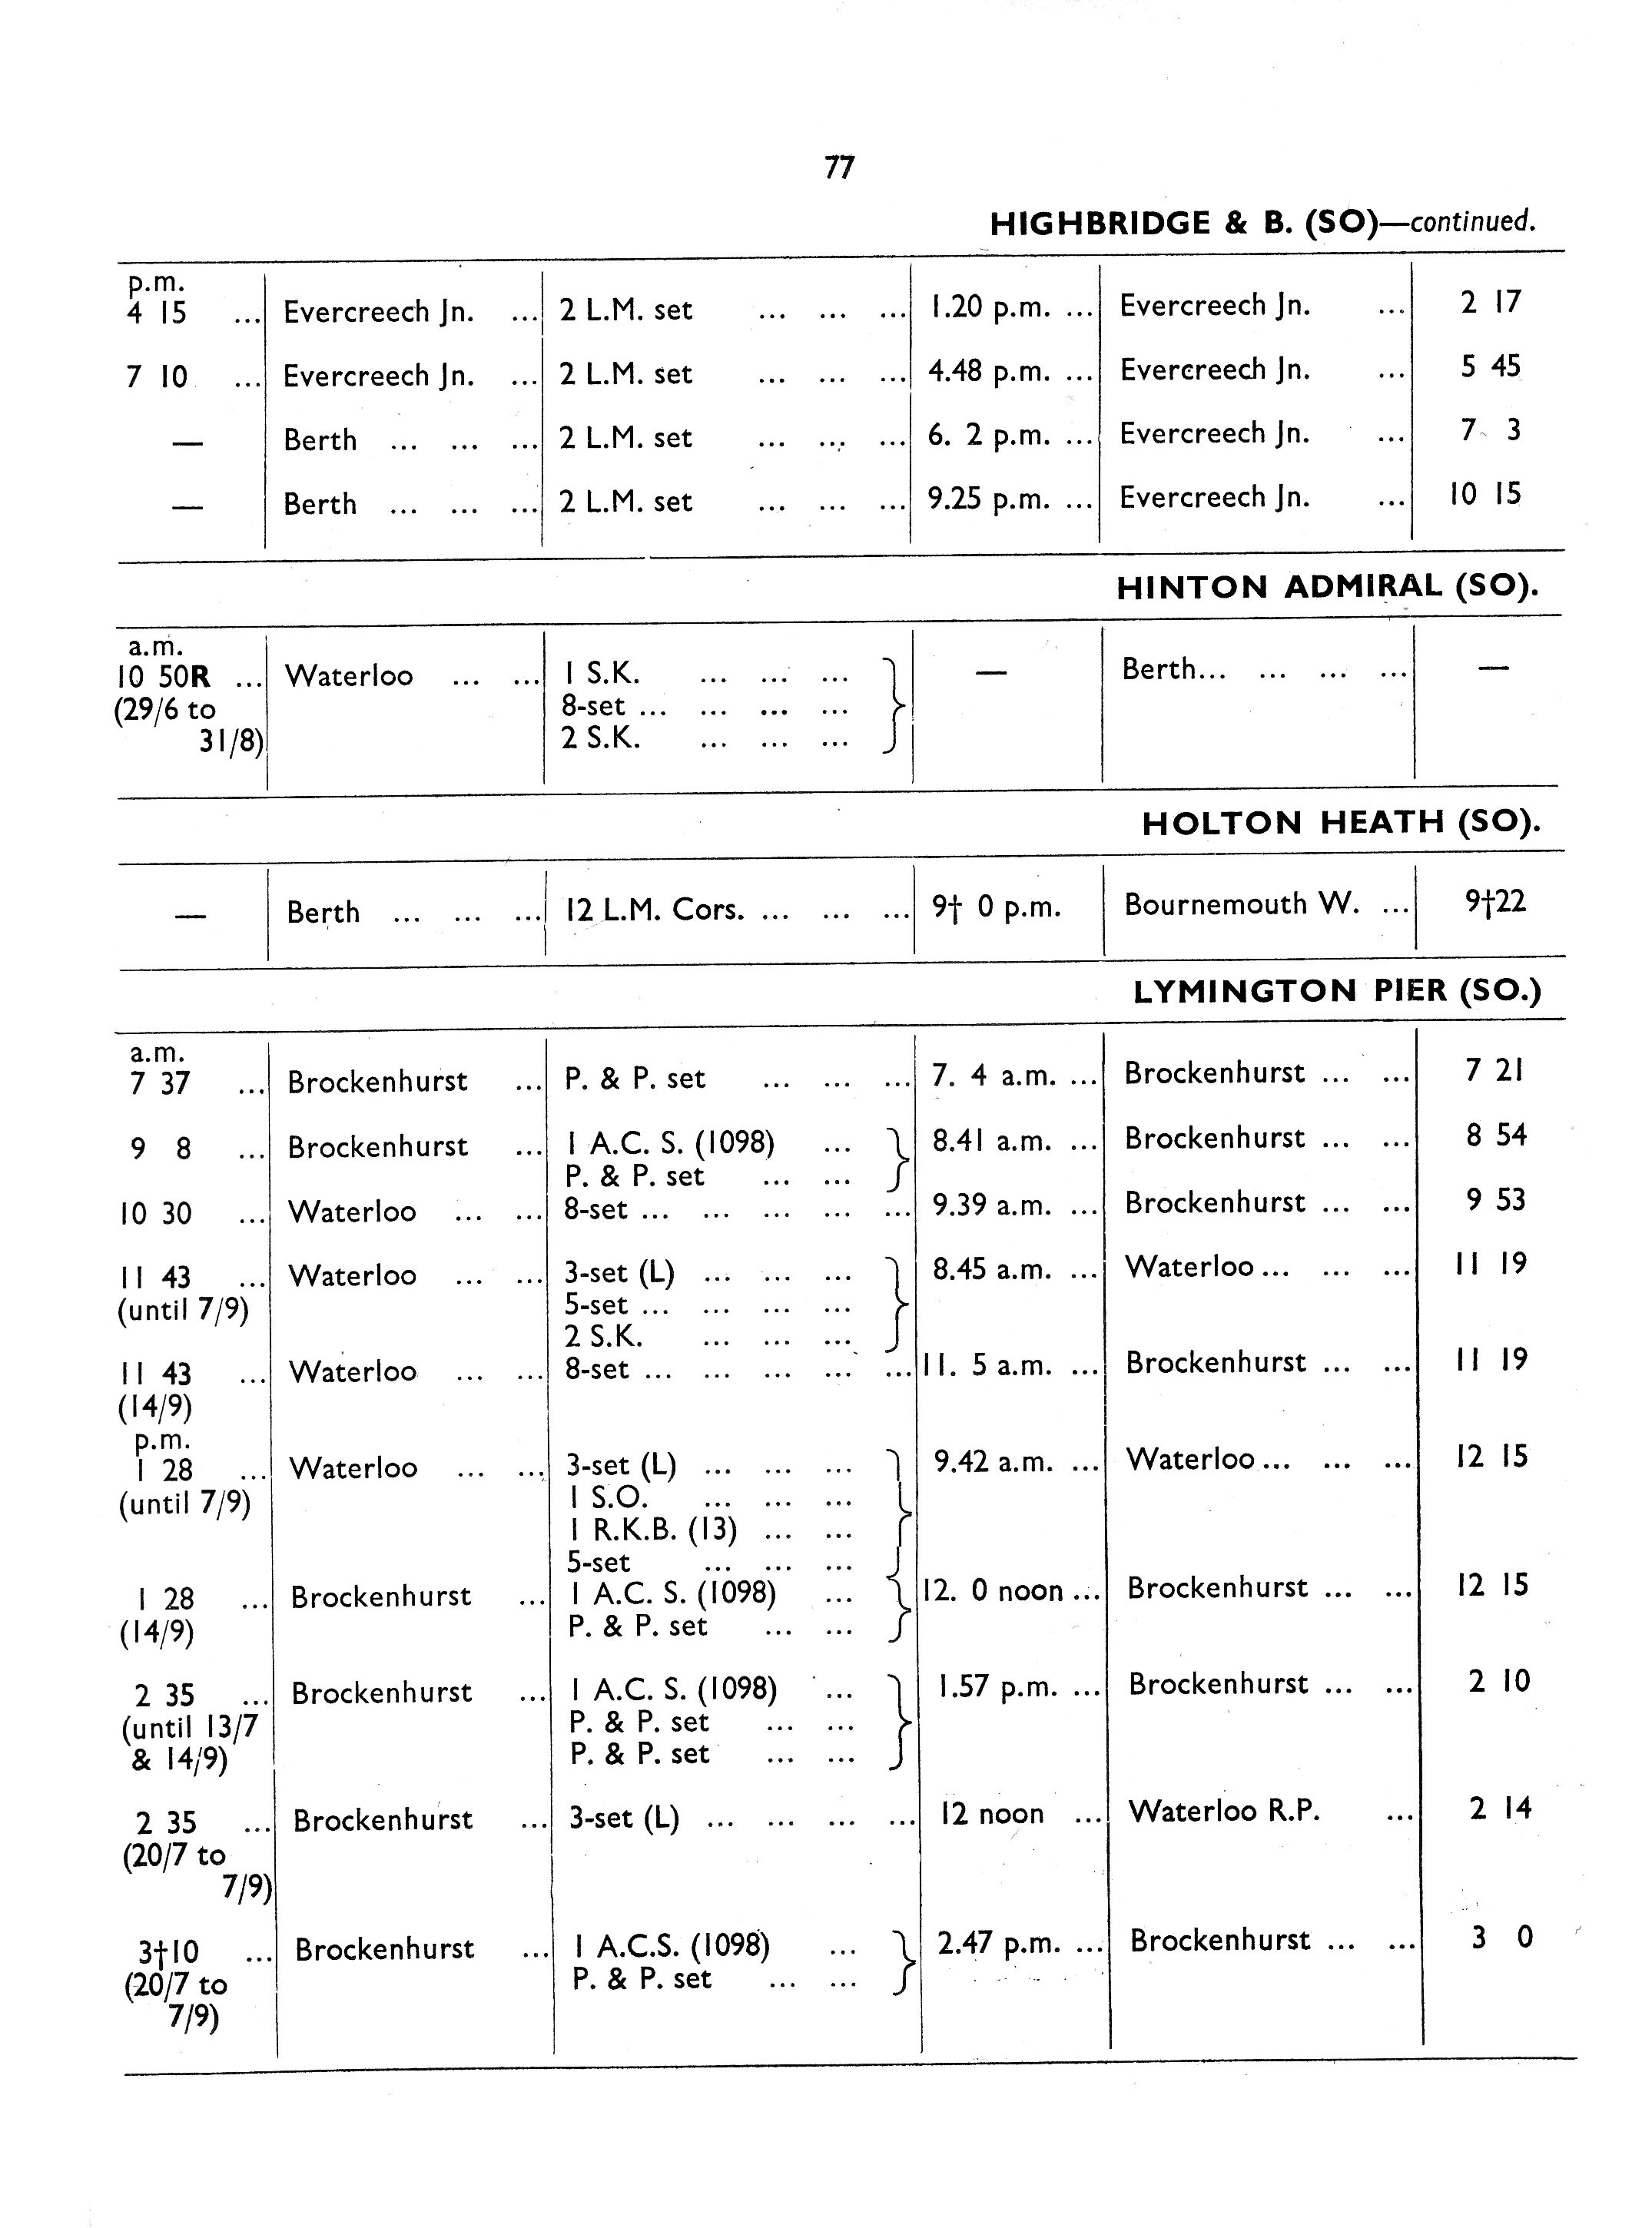 77
HIGHBRIDGE & B. (SO)—continued.
p.m.
4 15 ... Evercreech Jn. ... 2 L.M. set ... ... ... 1.20 p.m. ... Evercreech Jn. ... 2 17
7 10 ... Evercreech Jn. ... 2 L.M. set ... ... ... 4.48 p.m. ... Evercreech Jn. ... 5 45
— Berth ... ... ... 2 L.M. set ... ... ... 6. 2 p.m. ... Evercreech Jn. ... 7 3
— Berth ... ... ... 2 L.M. set ... ... ... 9.25 p.m. ... Evercreech Jn. ... 10 15
HINTON ADMIRAL (SO).
a.m.
10 50R ... Waterloo ... ... 1 S.K. ... ... ... — Berth... ... ... ... —
(29/6 to 8-set ... ... ... ...
31/8) 2 S.K. ... ... ...
HOLTON HEATH (SO).
— Berth ... ... ... 12 L.M. Cors. ... ... ... 9† 0 p.m. Bournemouth W. ... 9†22
LYMINGTON PIER (SO.)
a.m.
7 37 ... Brockenhurst ... P. & P. set ... ... ... 7. 4 a.m. ... Brockenhurst ... ... 7 21
9 8 ... Brockenhurst ... 1 A.C. S. (1098) ... 8.41 a.m. ... Brockenhurst ... ... 8 54
P. & P. set ... ...
10 30 ... Waterloo ... ... 8-set ... ... ... ... ... 9.39 a.m. ... Brockenhurst ... ... 9 53
11 43 ... Waterloo ... ... 3-set (L) ... ... ... 8.45 a.m. ... Waterloo ... ... ... 11 19
(until 7/9) 5-set ... ... ... ...
2 S.K. ... ... ...
11 43 ... Waterloo ... ... 8-set ... ... ... ... ... 11. 5 a.m. ... Brockenhurst ... ... 11 19
(14/9)
p.m.
1 28 ... Waterloo ... ... 3-set (L) ... ... ... 9.42 a.m. ... Waterloo ... ... ... 12 15
(until 7/9) 1 S.O. ... ... ...
1 R.K.B. (13) ... ...
5-set ... ... ...
1 28 ... Brockenhurst ... 1 A.C. S. (1098) ... 12. 0 noon ... Brockenhurst ... ... 12 15
(14/9) P. & P. set ... ...
2 35 ... Brockenhurst ... 1 A.C. S. (1098) ... 1.57 p.m. ... Brockenhurst ... ... 2 10
(until 13/7 P. & P. set ... ...
& 14/9) P. & P. set ... ...
2 35 ... Brockenhurst ... 3-set (L) ... ... ... ... 12 noon ... Waterloo R.P. ... 2 14
(20/7 to
7/9)
3†10 ... Brockenhurst ... 1 A.C.S. (1098) ... 2.47 p.m. ... Brockenhurst ... ... 3 0
(20/7 to P. & P. set ... ...
7/9)